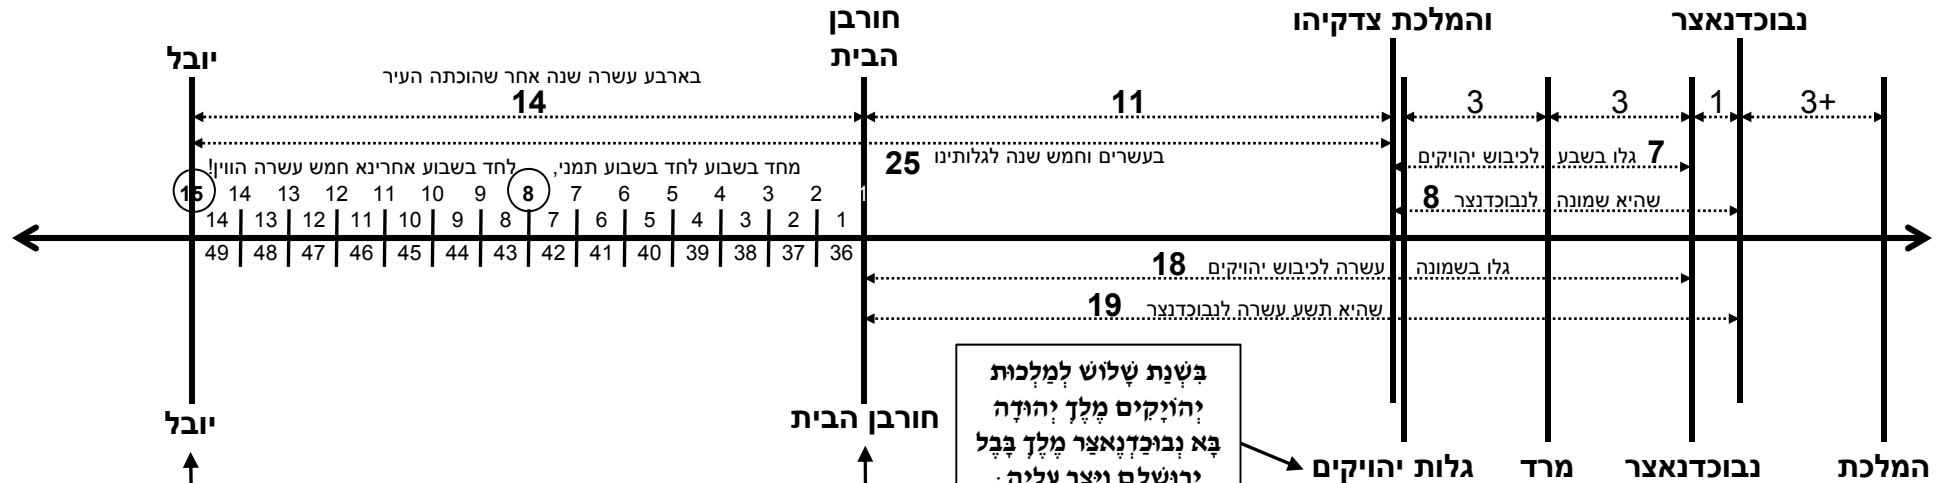 נבוכדנאצר
והמלכת צדקיהו
חורבן
הבית
יובל
בארבע עשרה שנה אחר שהוכתה העיר
3+ 1 3 3 11 14
בעשרים וחמש שנה לגלותינו 25
7 גלו בשבע לכיבוש יהויקים
מחד בשבוע לחד בשבוע תמני, לחד בשבוע אחרינא חמש עשרה הווין!
15 14 13 12 11 10 9 8 7 6 5 4 3 2 1
שהיא שמונה לנבוכדנצר 8
14 13 12 11 10 9 8 7 6 5 4 3 2 1
49 48 47 46 45 44 43 42 41 40 39 38 37 36
גלו בשמונה עשרה לכיבוש יהויקים 18
שהיא תשע עשרה לנבוכדנצר 19
בִּשְׁנַת שָׁלוֹשׁ לְמַלְכוּת
יְהוֹיָקִים מֶלֶךְ יְהוּדָה
בָּא נְבוּכַדְנֶאצַּר מֶלֶךְ בָּבֶל
יְרוּשָׁלִַם וַיָּצַר עָלֶיהָ:
המלכת
נבוכדנאצר
מרד
גלות יהויקים
חורבן הבית
יובל